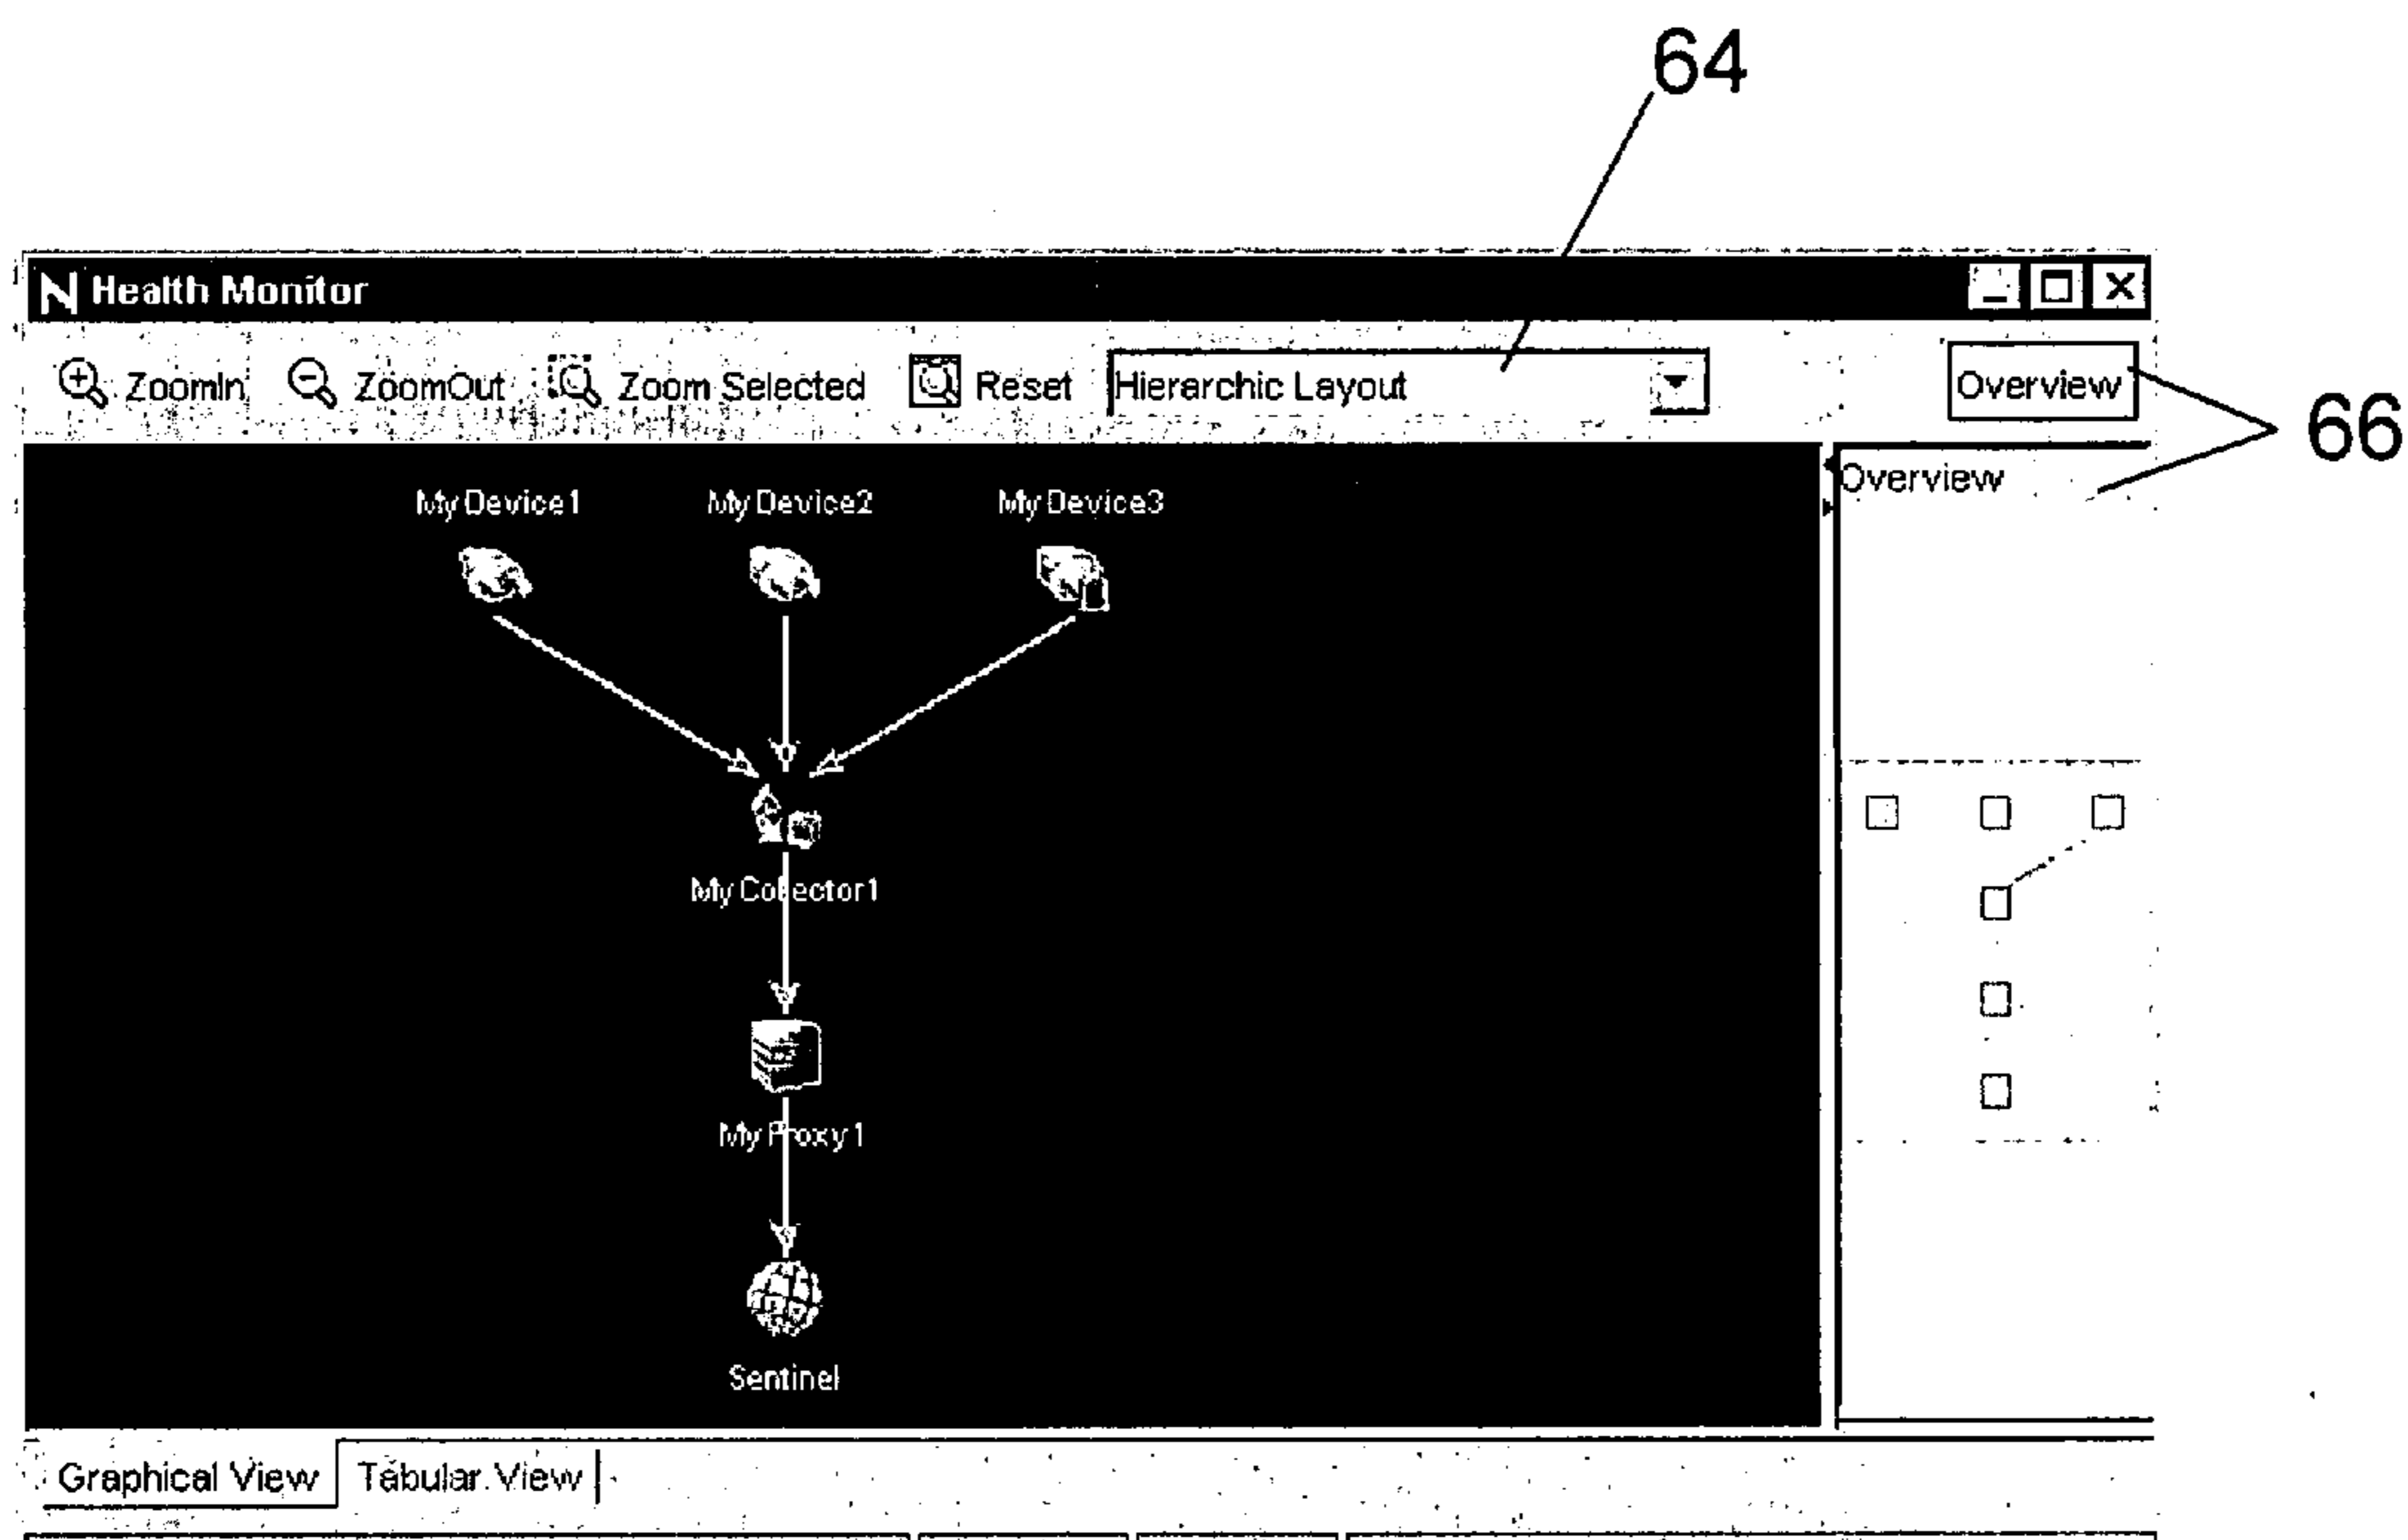 64
N Health Monitor
ZoomIn ZoomOut Zoom Selected Reset Hierarchic Layout Overview
66
Overview
My Device1 My Device2 My Device3
My Collector1
My Proxy1
Sentinel
Graphical View Tabular View